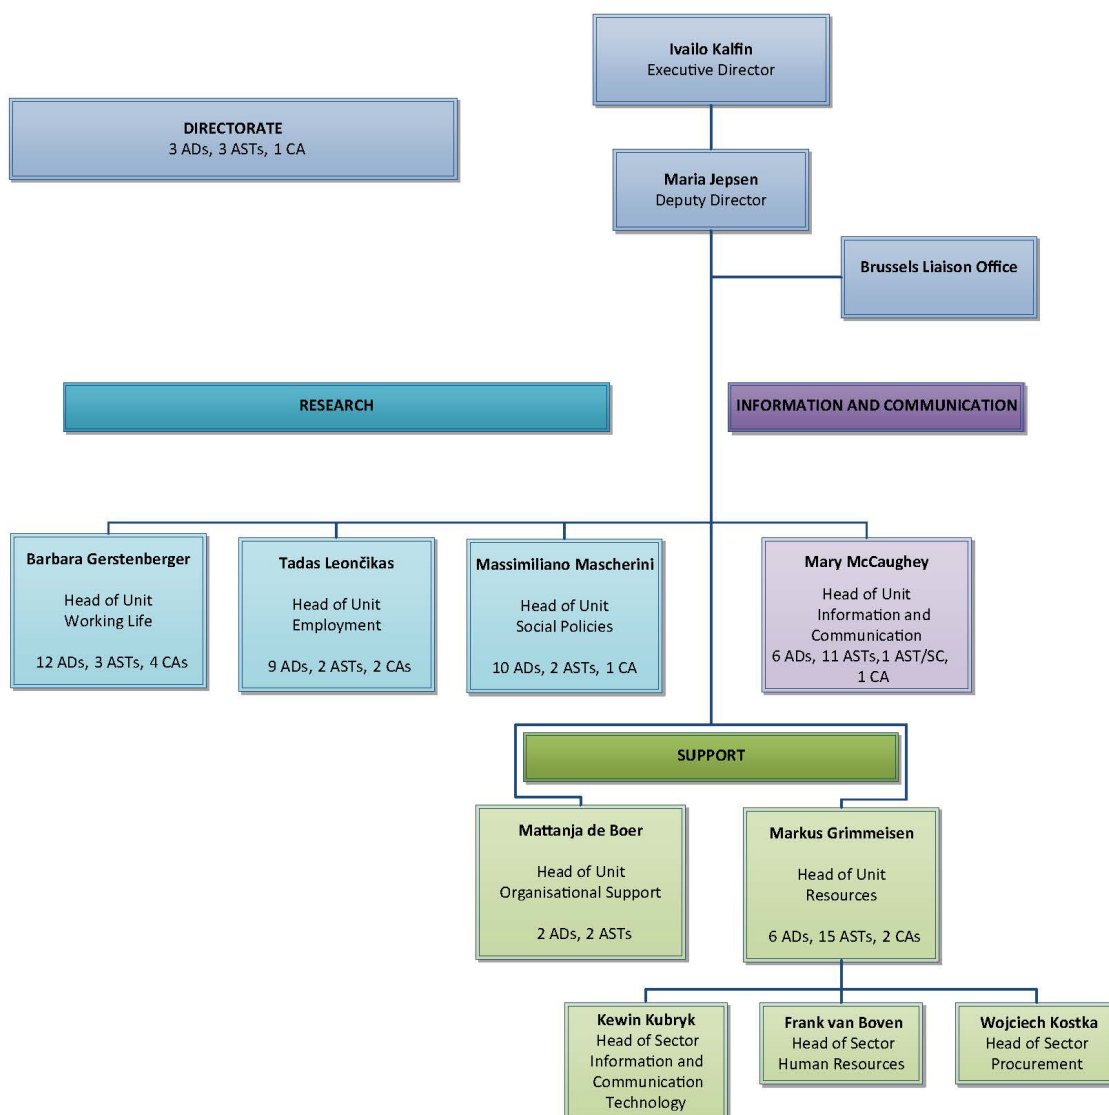 Ivailo Kalfin
Executive Director
DIRECTORATE
3 ADs, 3 ASTs, 1 CA
Maria Jepsen
Deputy Director
Brussels Liaison Office
RESEARCH
INFORMATION AND COMMUNICATION
Barbara Gerstenberger
Head of Unit
Working Life
12 ADs, 3 ASTs, 4 CAs
Tadas Leončikas
Head of Unit
Employment
9 ADs, 2 ASTs, 2 CAs
Massimiliano Mascherini
Head of Unit
Social Policies
10 ADs, 2 ASTs, 1 CA
Mary McCaughey
Head of Unit
Information and
Communication
6 ADs, 11 ASTs,1 AST/SC,
1 CA
SUPPORT
Mattanja de Boer
Head of Unit
Organisational Support
2 ADs, 2 ASTs
Markus Grimmeisen
Head of Unit
Resources
6 ADs, 15 ASTs, 2 CAs
Kewin Kubryk
Head of Sector
Information and
Communication
Technology
Frank van Boven
Head of Sector
Human Resources
Wojciech Kostka
Head of Sector
Procurement